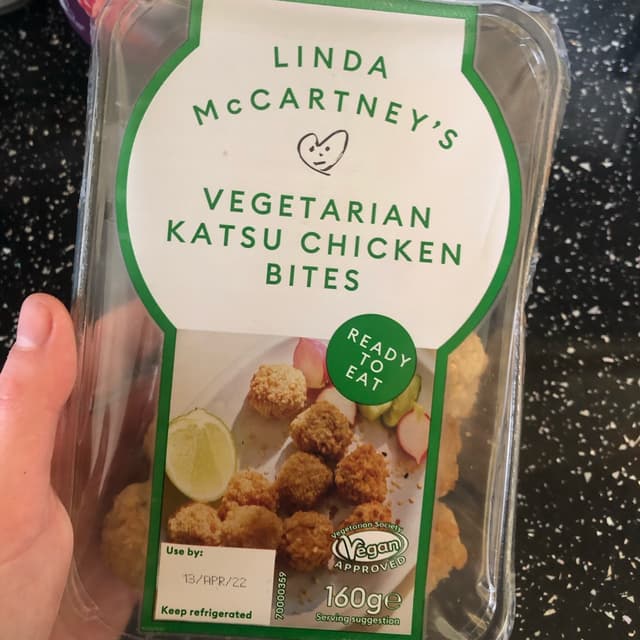 LINDA
McCARTNEY'S
VEGETARIAN
KATSU CHICKEN
BITES
READY
TO
EAT
Vegetarian Society
Vegan
APPROVED
Use by:
13/APR/22
Keep refrigerated
Z0000359
160g e
Serving suggestion